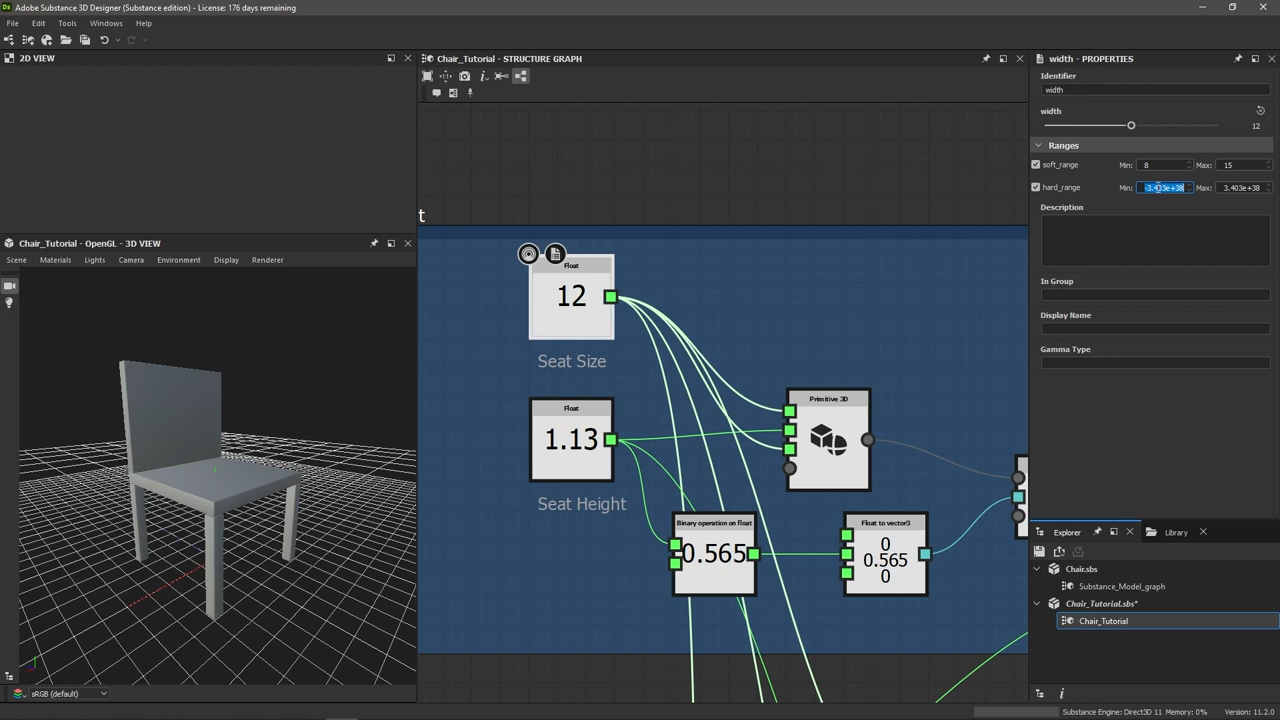 Adobe Substance 3D Designer (Substance edition) - License: 176 days remaining
File Edit Tools Windows Help
2D VIEW
Chair_Tutorial - STRUCTURE GRAPH
width - PROPERTIES
Identifier
width
width
12
Ranges
soft_range Min: 8 Max: 15
hard_range Min: -3.403e+38 Max: 3.403e+38
Description
In Group
Display Name
Gamma Type
t
Float
12
Seat Size
Float
1.13
Seat Height
Primitive 3D
Binary operation on float
0.565
Float to vector3
0
0.565
0
Chair_Tutorial - OpenGL - 3D VIEW
Scene Materials Lights Camera Environment Display Renderer
sRGB (default)
Explorer Library
Chair.sbs
Substance_Model_graph
Chair_Tutorial.sbs*
Chair_Tutorial
Substance Engine: Direct3D 11 Memory: 0% Version: 11.2.0